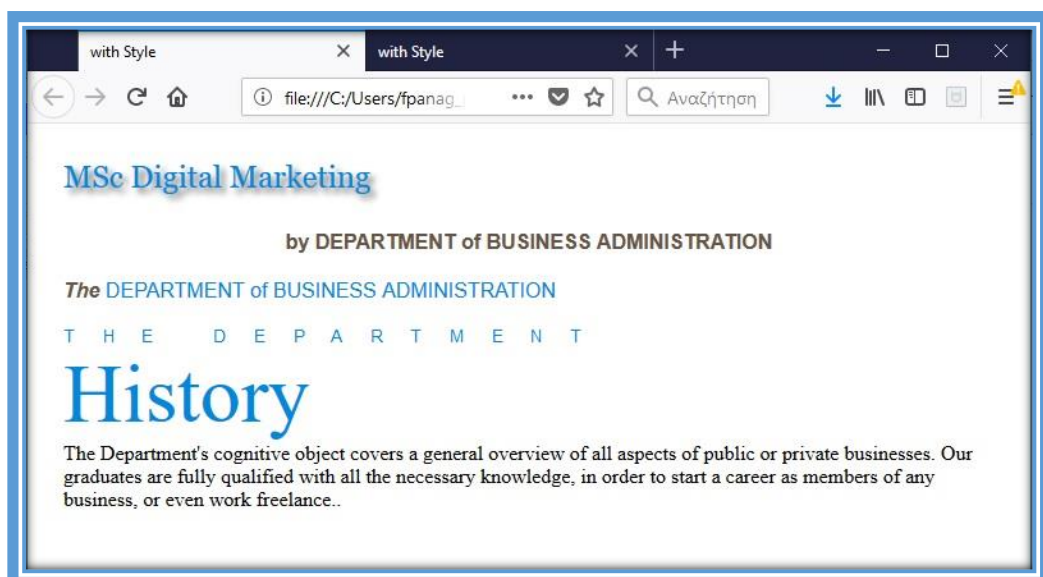 with Style with Style
file:///C:/Users/fpanag_ Αναζήτηση
MSc Digital Marketing
by DEPARTMENT of BUSINESS ADMINISTRATION
The DEPARTMENT of BUSINESS ADMINISTRATION
THE DEPARTMENT
History
The Department's cognitive object covers a general overview of all aspects of public or private businesses. Our
graduates are fully qualified with all the necessary knowledge, in order to start a career as members of any
business, or even work freelance..